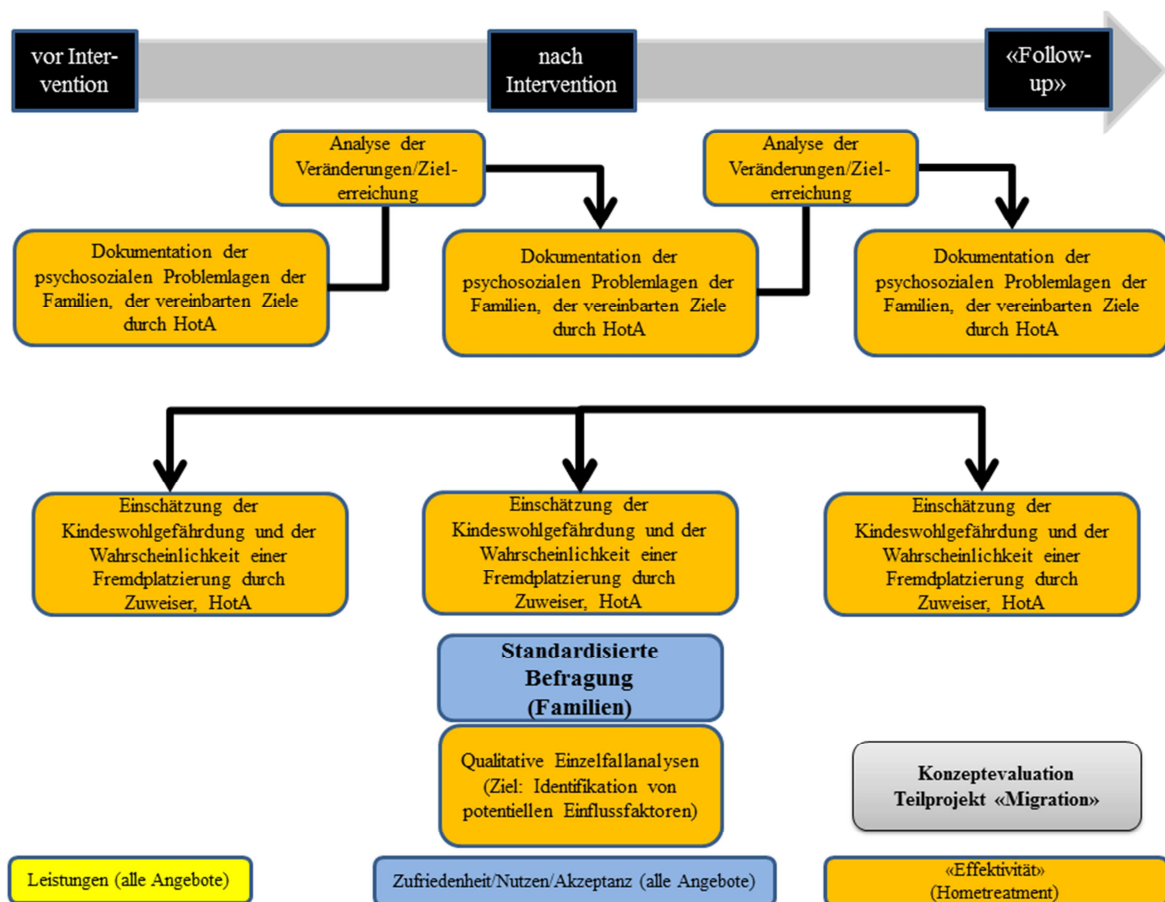 vor Inter-
vention
nach
Intervention
«Follow-
up»
Analyse der
Veränderungen/Ziel-
erreichung
Analyse der
Veränderungen/Ziel-
erreichung
Dokumentation der
psychosozialen Problemlagen der
Familien, der vereinbarten Ziele
durch HotA
Dokumentation der
psychosozialen Problemlagen der
Familien, der vereinbarten Ziele
durch HotA
Dokumentation der
psychosozialen Problemlagen der
Familien, der vereinbarten Ziele
durch HotA
Einschätzung der
Kindeswohlgefährdung und der
Wahrscheinlichkeit einer
Fremdplatzierung durch
Zuweiser, HotA
Einschätzung der
Kindeswohlgefährdung und der
Wahrscheinlichkeit einer
Fremdplatzierung durch
Zuweiser, HotA
Einschätzung der
Kindeswohlgefährdung und der
Wahrscheinlichkeit einer
Fremdplatzierung durch
Zuweiser, HotA
Standardisierte
Befragung
(Familien)
Qualitative Einzelfallanalysen
(Ziel: Identifikation von
potentiellen Einflussfaktoren)
Konzeptevaluation
Teilprojekt «Migration»
Leistungen (alle Angebote)
Zufriedenheit/Nutzen/Akzeptanz (alle Angebote)
«Effektivität»
(Hometreatment)